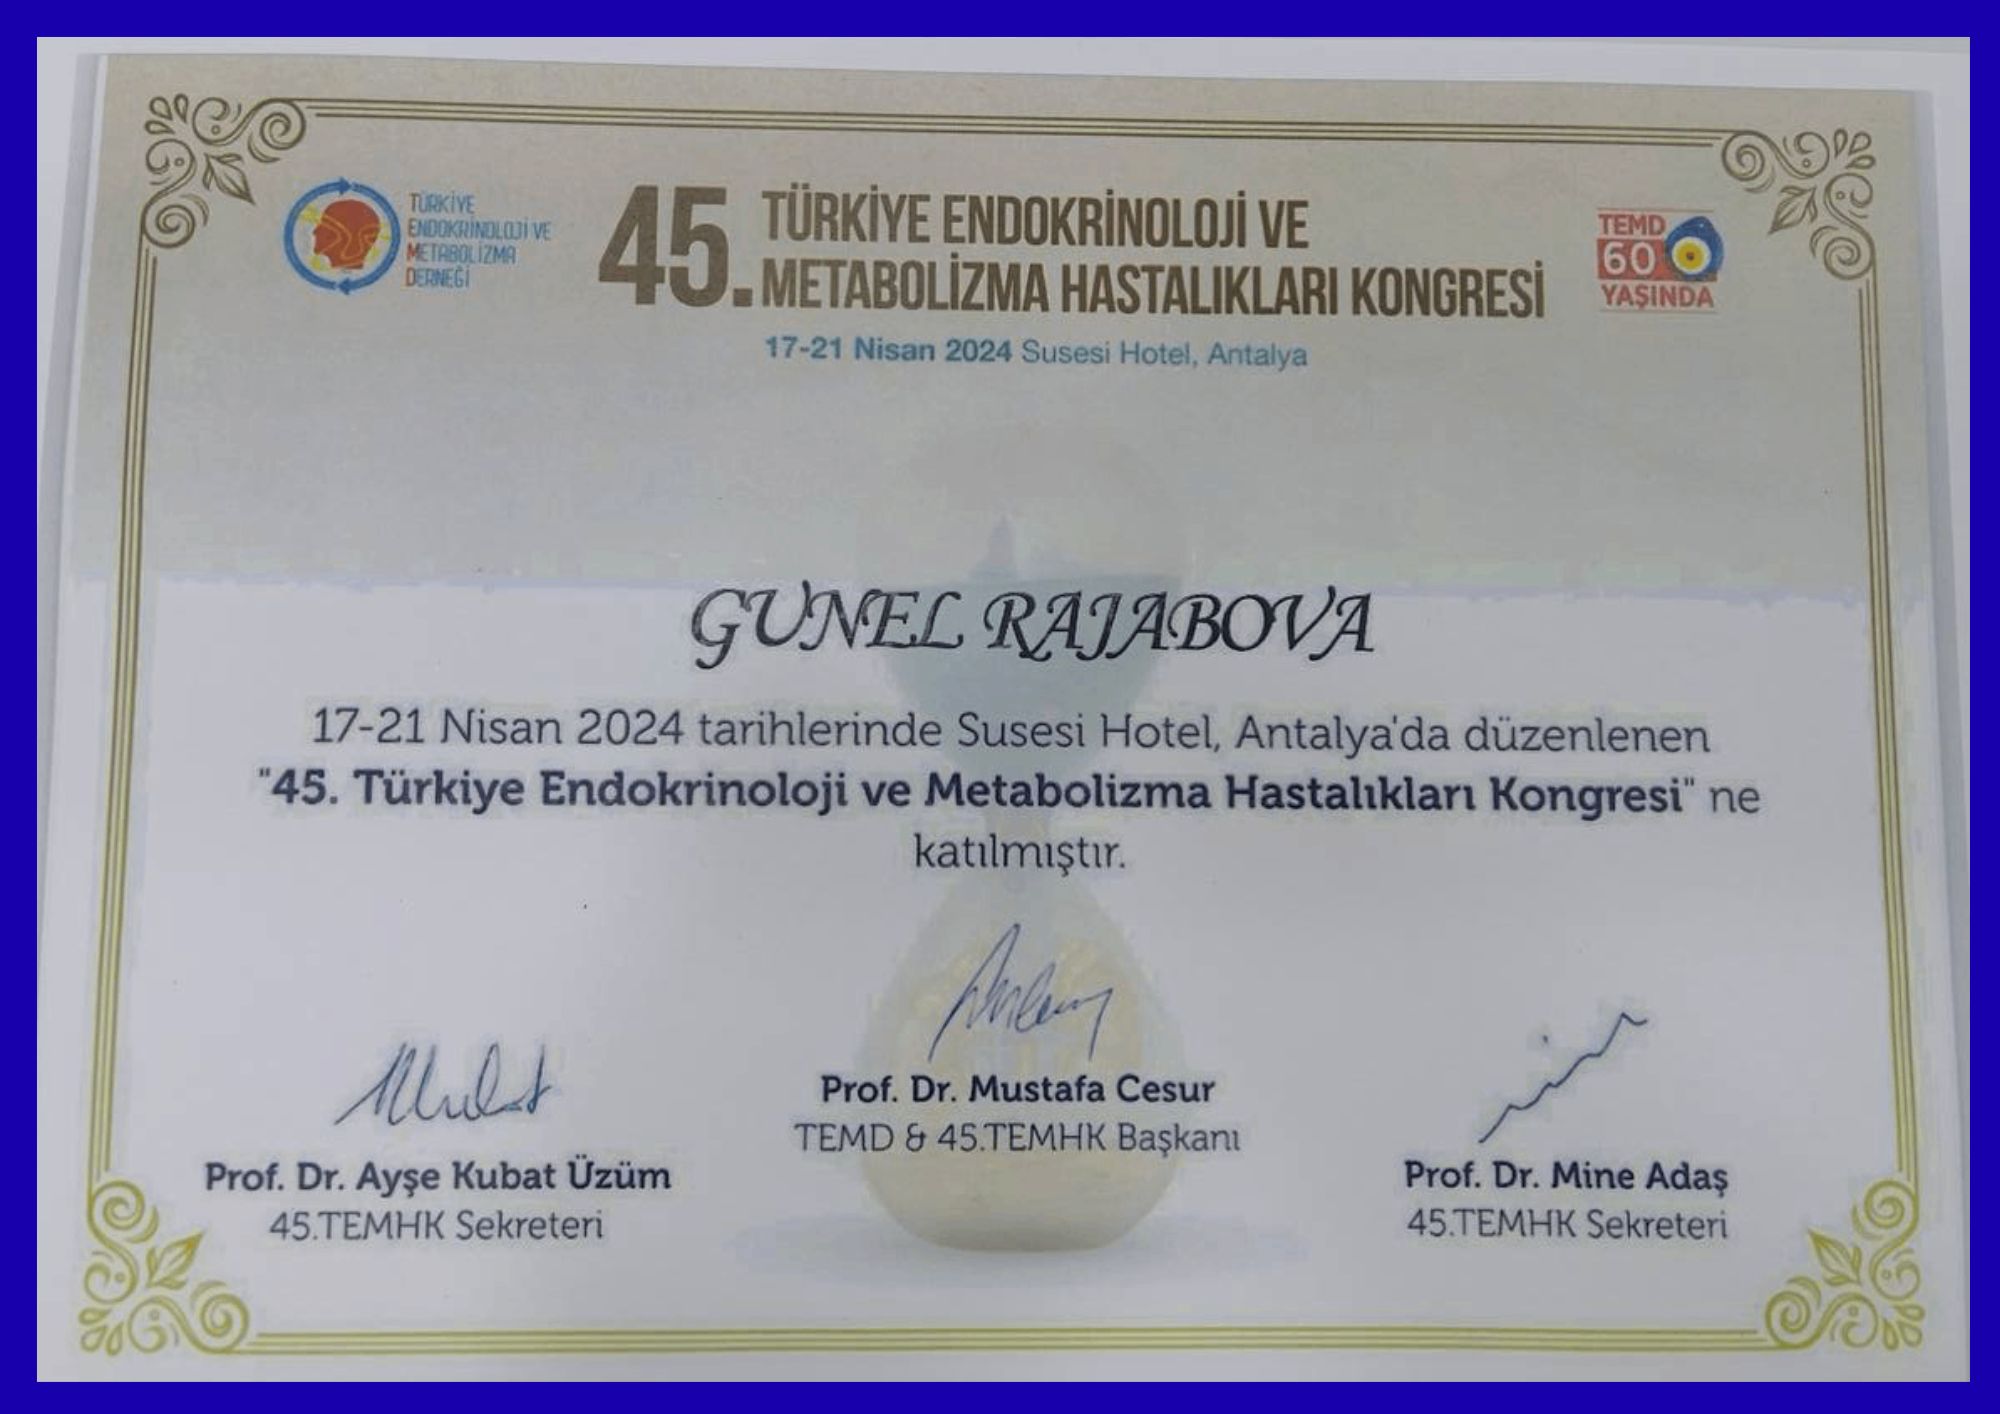 TÜRKİYE
ENDOKRİNOLOJİ VE
METABOLİZMA
DERNEĞİ
45. TÜRKİYE ENDOKRİNOLOJİ VE
METABOLİZMA HASTALIKLARI KONGRESİ
17-21 Nisan 2024 Susesi Hotel, Antalya
TEMD
60
YAŞINDA
GUNEL RAJABOVA
17-21 Nisan 2024 tarihlerinde Susesi Hotel, Antalya'da düzenlenen
"45. Türkiye Endokrinoloji ve Metabolizma Hastalıkları Kongresi" ne
katılmıştır.
Prof. Dr. Mustafa Cesur
TEMD & 45.TEMHK Başkanı
Prof. Dr. Ayşe Kubat Üzüm
45.TEMHK Sekreteri
Prof. Dr. Mine Adaş
45.TEMHK Sekreteri